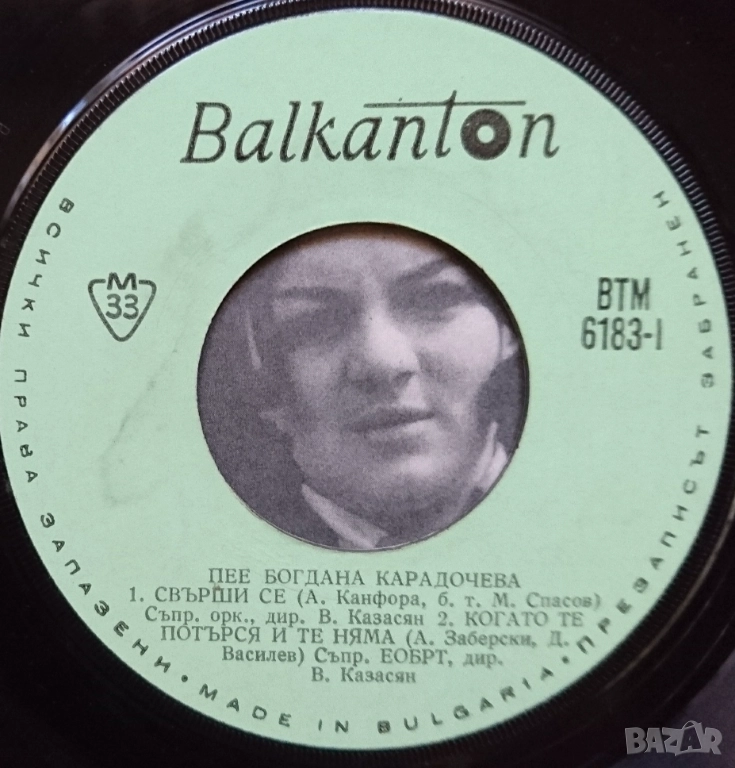 Balkanton
M
33
ВТМ
6183-I
ПЕЕ БОГДАНА КАРАДОЧЕВА
1. СВЪРШИ СЕ (А. Канфора, б. т. М. Спасов)
Съпр. орк., дир. В. Казасян 2. КОГАТО ТЕ
ПОТЪРСЯ И ТЕ НЯМА (А. Заберски, Д.
Василев) Съпр. ЕОБРТ, дир.
В. Казасян
ВСИЧКИ ПРАВА ЗАПАЗЕНИ • MADE IN BULGARIA • ПРЕЗАПИСЪТ ЗАБРАНЕН
BAZAR